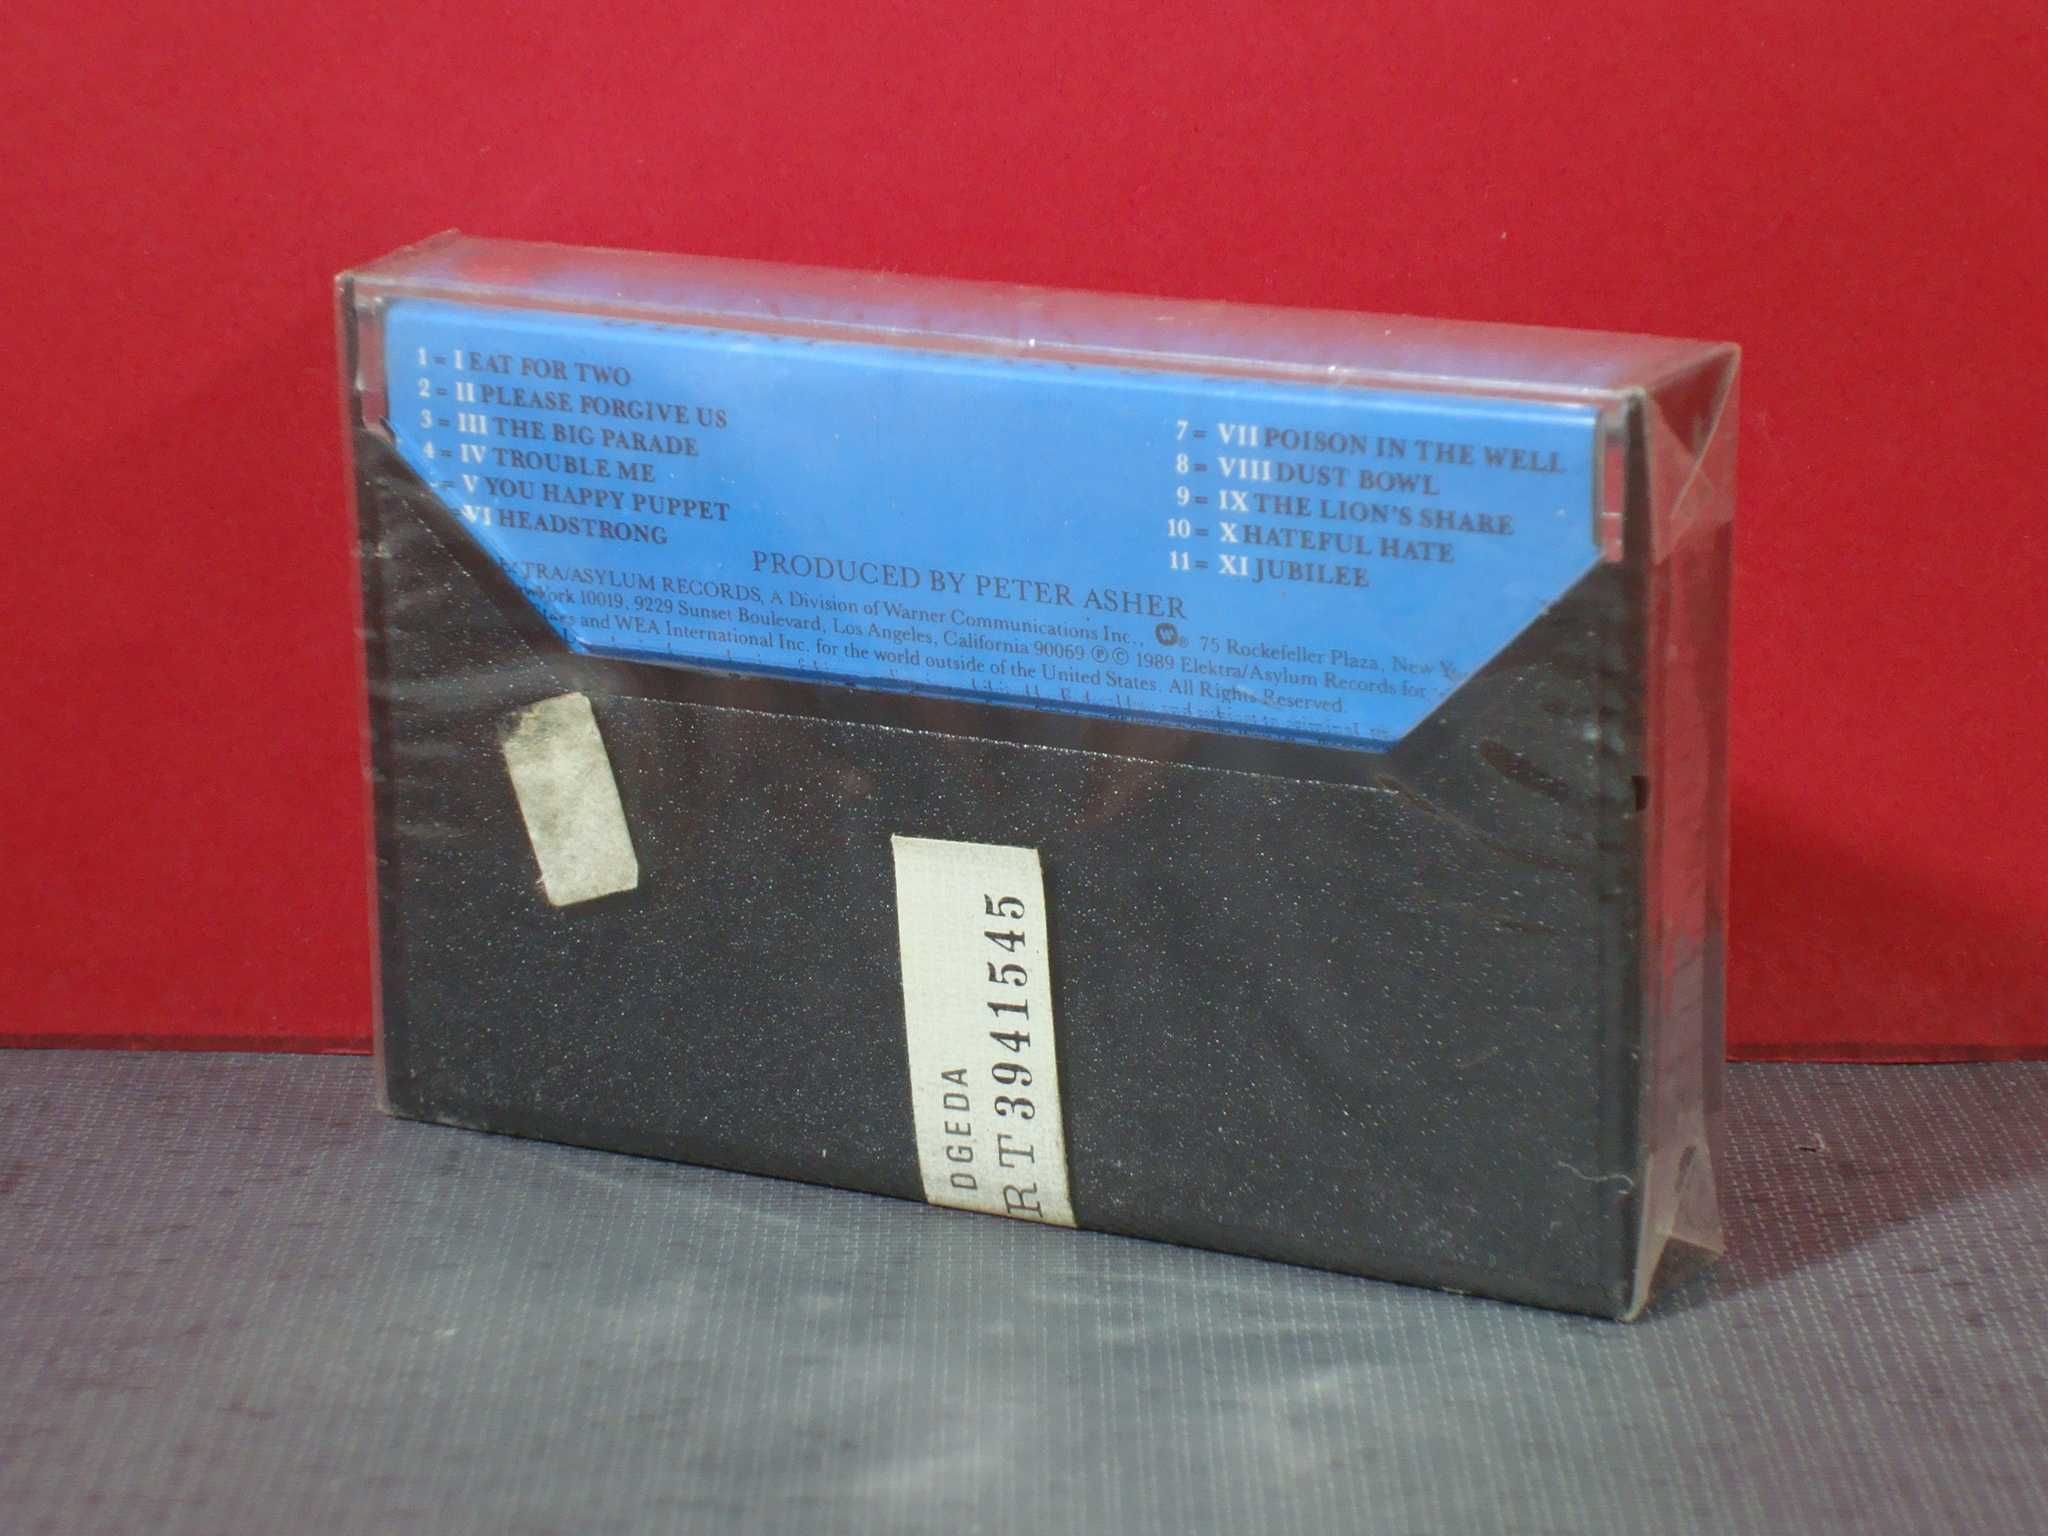 1 = I EAT FOR TWO
2 = II PLEASE FORGIVE US
3 = III THE BIG PARADE
4 = IV TROUBLE ME
= V YOU HAPPY PUPPET
= VI HEADSTRONG
7 = VII POISON IN THE WELL
8 = VIII DUST BOWL
9 = IX THE LION'S SHARE
10 = X HATEFUL HATE
11 = XI JUBILEE
PRODUCED BY PETER ASHER
TRA/ASYLUM RECORDS, A Division of Warner Communications Inc., W ® 75 Rockefeller Plaza, New Yo
York 10019, 9229 Sunset Boulevard, Los Angeles, California 90069 ℗ © 1989 Elektra/Asylum Records for
and WEA International Inc. for the world outside of the United States. All Rights Reserved.
DGEDA
RT 3941545